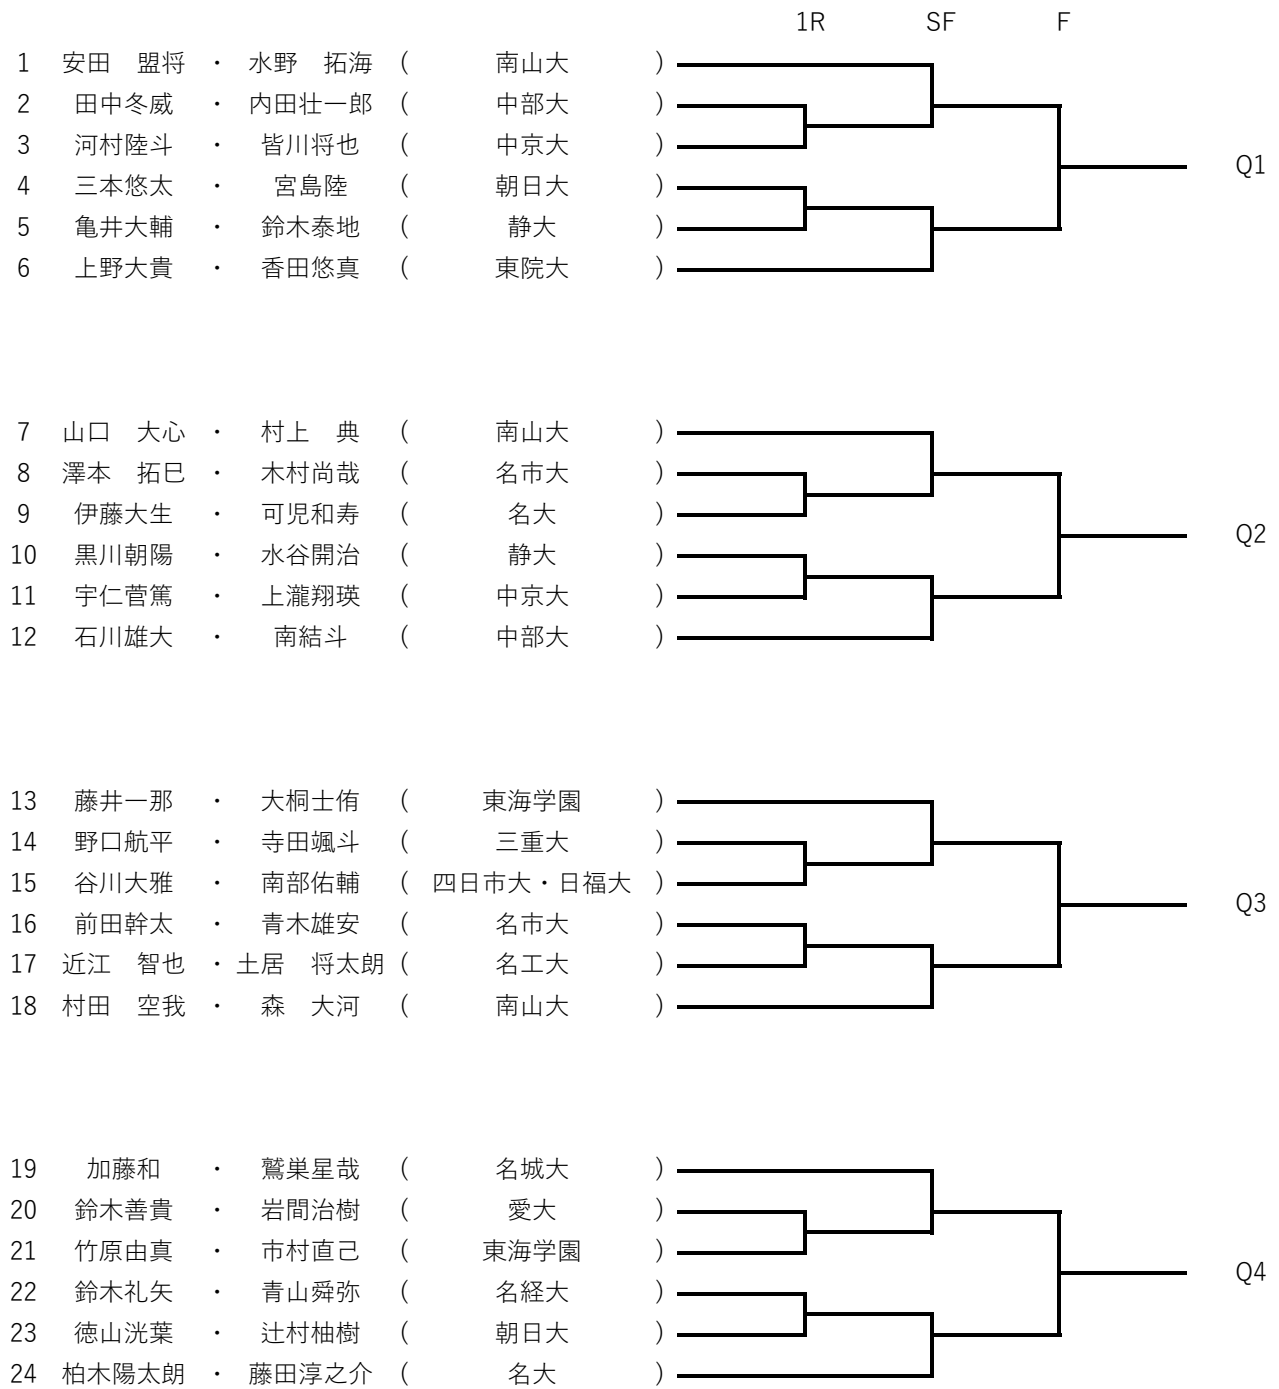 1R SF F
1 安田 盟将 ・ 水野 拓海 ( 南山大 )
2 田中冬威 ・ 内田壮一郎 ( 中部大 )
3 河村陸斗 ・ 皆川将也 ( 中京大 )
Q1
4 三本悠太 ・ 宮島陸 ( 朝日大 )
5 亀井大輔 ・ 鈴木泰地 ( 静大 )
6 上野大貴 ・ 香田悠真 ( 東院大 )
7 山口 大心 ・ 村上 典 ( 南山大 )
8 澤本 拓巳 ・ 木村尚哉 ( 名市大 )
9 伊藤大生 ・ 可児和寿 ( 名大 )
Q2
10 黒川朝陽 ・ 水谷開治 ( 静大 )
11 宇仁菅篤 ・ 上瀧翔瑛 ( 中京大 )
12 石川雄大 ・ 南結斗 ( 中部大 )
13 藤井一那 ・ 大桐士侑 ( 東海学園 )
14 野口航平 ・ 寺田颯斗 ( 三重大 )
15 谷川大雅 ・ 南部佑輔 ( 四日市大・日福大 )
Q3
16 前田幹太 ・ 青木雄安 ( 名市大 )
17 近江 智也 ・ 土居 将太朗 ( 名工大 )
18 村田 空我 ・ 森 大河 ( 南山大 )
19 加藤和 ・ 鷲巣星哉 ( 名城大 )
20 鈴木善貴 ・ 岩間治樹 ( 愛大 )
21 竹原由真 ・ 市村直己 ( 東海学園 )
Q4
22 鈴木礼矢 ・ 青山舜弥 ( 名経大 )
23 徳山洸葉 ・ 辻村柚樹 ( 朝日大 )
24 柏木陽太朗 ・ 藤田淳之介 ( 名大 )